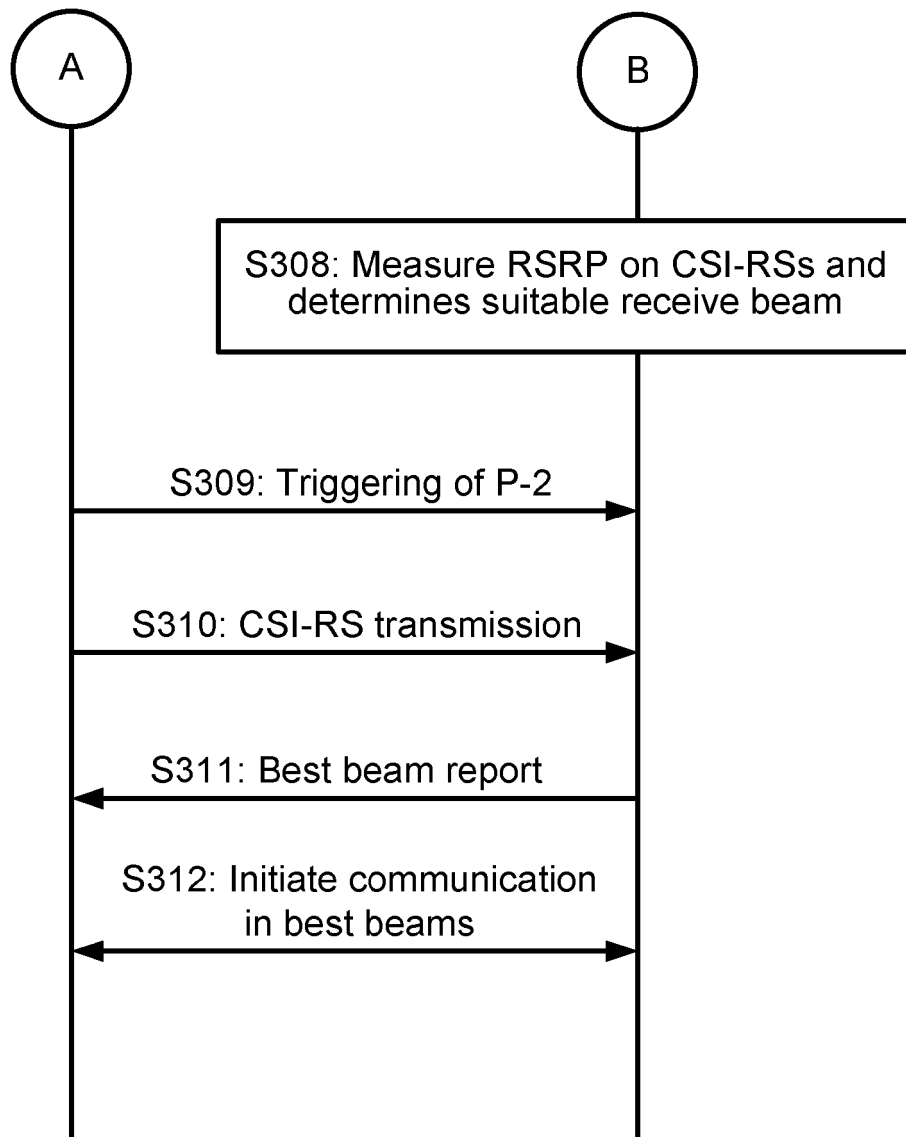 A
B
S308: Measure RSRP on CSI-RSs and
determines suitable receive beam
S309: Triggering of P-2
S310: CSI-RS transmission
S311: Best beam report
S312: Initiate communication
in best beams